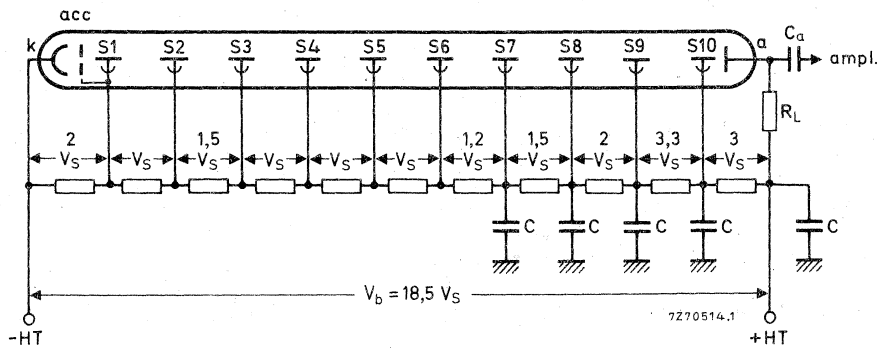 acc
k S1 S2 S3 S4 S5 S6 S7 S8 S9 S10 a Ca ampl.
RL
2 1,5 1,2 1,5 2 3,3 3
VS VS VS VS VS VS VS VS VS VS VS
C C C C C
Vb = 18,5 VS
7Z70514.1
-HT +HT